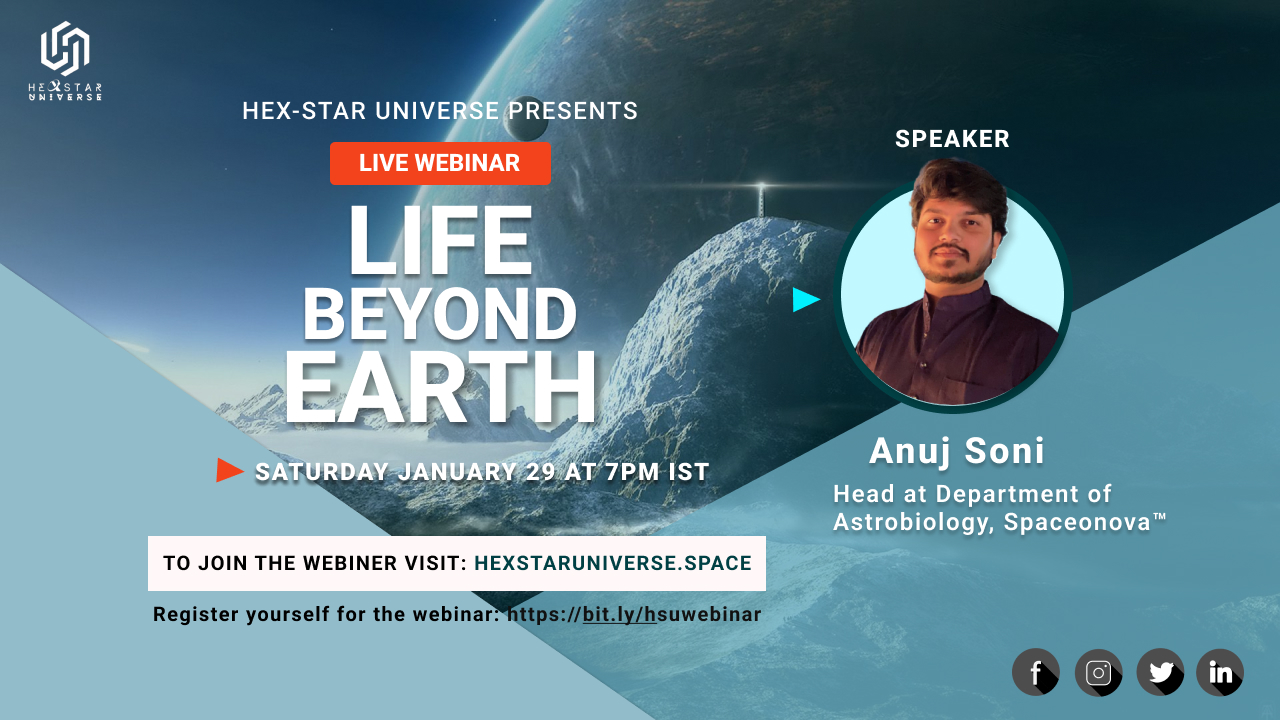 HEXSTAR
UNIVERSE
HEX-STAR UNIVERSE PRESENTS
LIVE WEBINAR
LIFE
BEYOND
EARTH
SATURDAY JANUARY 29 AT 7PM IST
TO JOIN THE WEBINER VISIT: HEXSTARUNIVERSE.SPACE
Register yourself for the webinar: https://bit.ly/hsuwebinar
SPEAKER
Anuj Soni
Head at Department of
Astrobiology, Spaceonova™
f
in